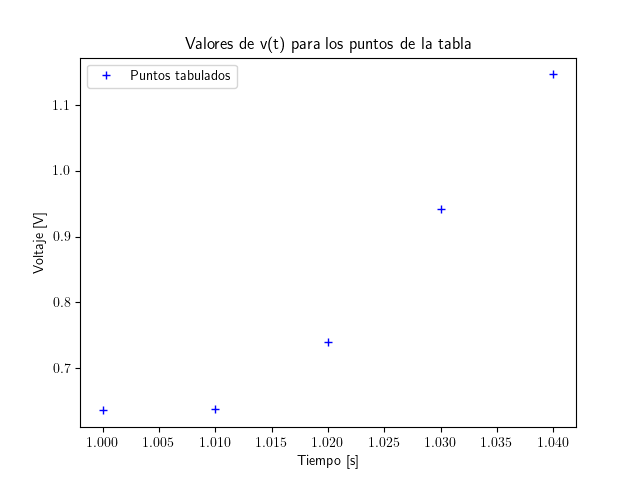 Valores de v(t) para los puntos de la tabla
Puntos tabulados
Voltaje [V]
1.1
1.0
0.9
0.8
0.7
1.000 1.005 1.010 1.015 1.020 1.025 1.030 1.035 1.040
Tiempo [s]